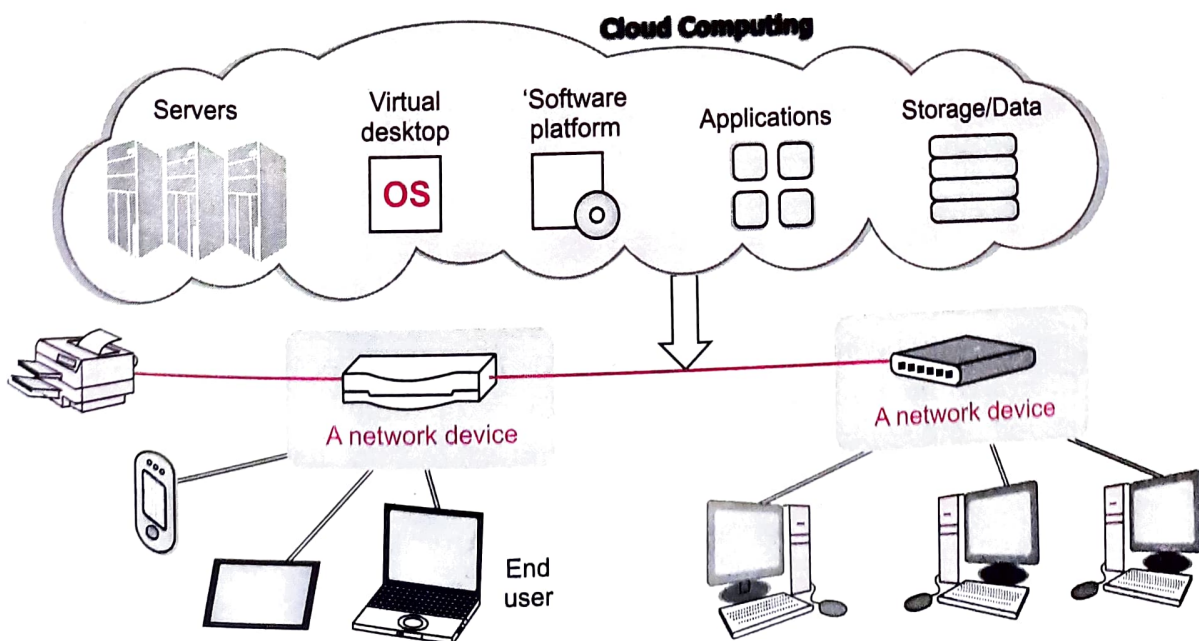 Cloud Computing
Servers
Virtual
desktop
OS
'Software
platform
Applications
Storage/Data
A network device
A network device
End
user